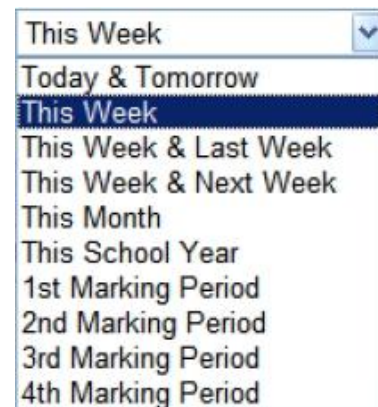 This Week
Today & Tomorrow
This Week
This Week & Last Week
This Week & Next Week
This Month
This School Year
1st Marking Period
2nd Marking Period
3rd Marking Period
4th Marking Period